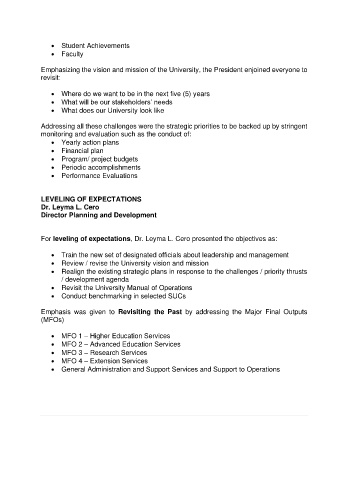 • Student Achievements
• Faculty
Emphasizing the vision and mission of the University, the President enjoined everyone to
revisit:
• Where do we want to be in the next five (5) years
• What will be our stakeholders' needs
• What does our University look like
Addressing all these challenges were the strategic priorities to be backed up by stringent
monitoring and evaluation such as the conduct of:
• Yearly action plans
• Financial plan
• Program/ project budgets
• Periodic accomplishments
• Performance Evaluations
LEVELING OF EXPECTATIONS
Dr. Leyma L. Cero
Director Planning and Development
For leveling of expectations, Dr. Leyma L. Cero presented the objectives as:
• Train the new set of designated officials about leadership and management
• Review / revise the University vision and mission
• Realign the existing strategic plans in response to the challenges / priority thrusts
/ development agenda
• Revisit the University Manual of Operations
• Conduct benchmarking in selected SUCs
Emphasis was given to Revisiting the Past by addressing the Major Final Outputs
(MFOs)
• MFO 1 – Higher Education Services
• MFO 2 – Advanced Education Services
• MFO 3 – Research Services
• MFO 4 – Extension Services
• General Administration and Support Services and Support to Operations